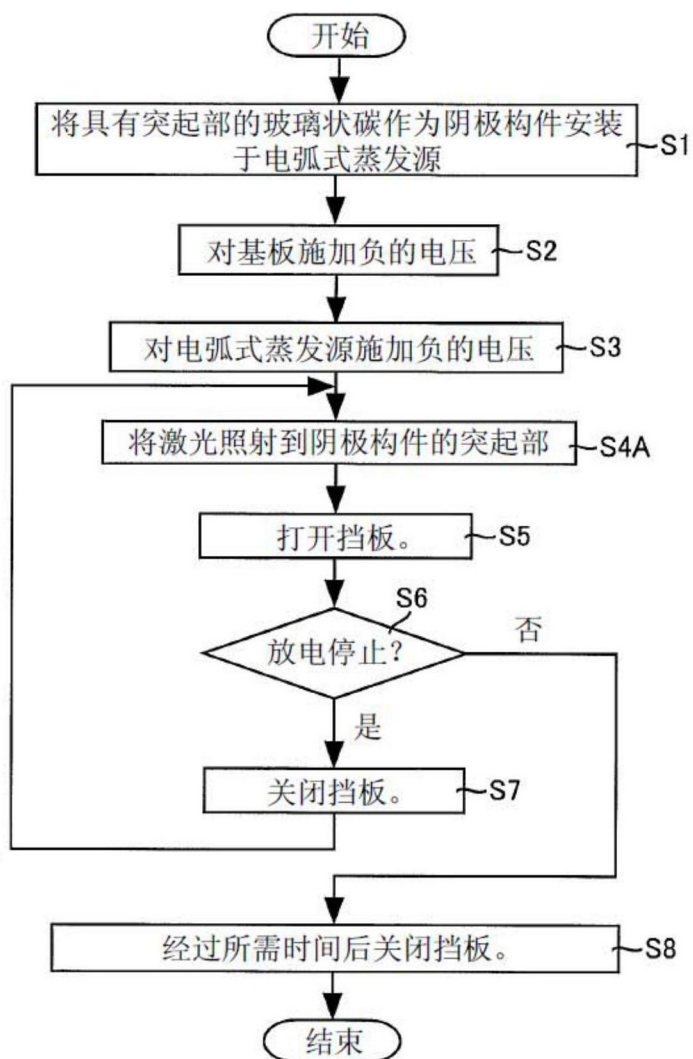 开始
将具有突起部的玻璃状碳作为阴极构件安装
于电弧式蒸发源
S1
对基板施加负的电压
S2
对电弧式蒸发源施加负的电压
S3
将激光照射到阴极构件的突起部
S4A
打开挡板。
S5
S6
放电停止？
否
是
关闭挡板。
S7
经过所需时间后关闭挡板。
S8
结束